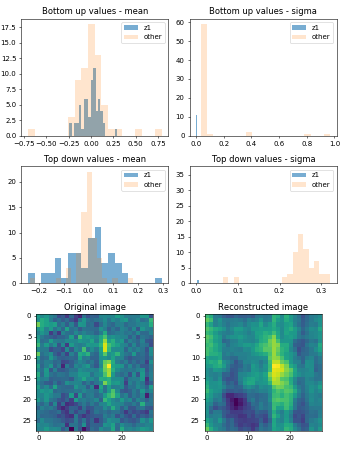 Bottom up values - mean
Bottom up values - sigma
z1
other
z1
other
17.5
15.0
12.5
10.0
7.5
5.0
2.5
0.0
60
50
40
30
20
10
0
−0.75 −0.50 −0.25 0.00 0.25 0.50 0.75
0.0 0.2 0.4 0.6 0.8 1.0
Top down values - mean
Top down values - sigma
z1
other
z1
other
20
15
10
5
0
35
30
25
20
15
10
5
0
−0.2 −0.1 0.0 0.1 0.2 0.3
0.0 0.1 0.2 0.3
Original image
Reconstructed image
0
5
10
15
20
25
0
5
10
15
20
25
0 20
0 20